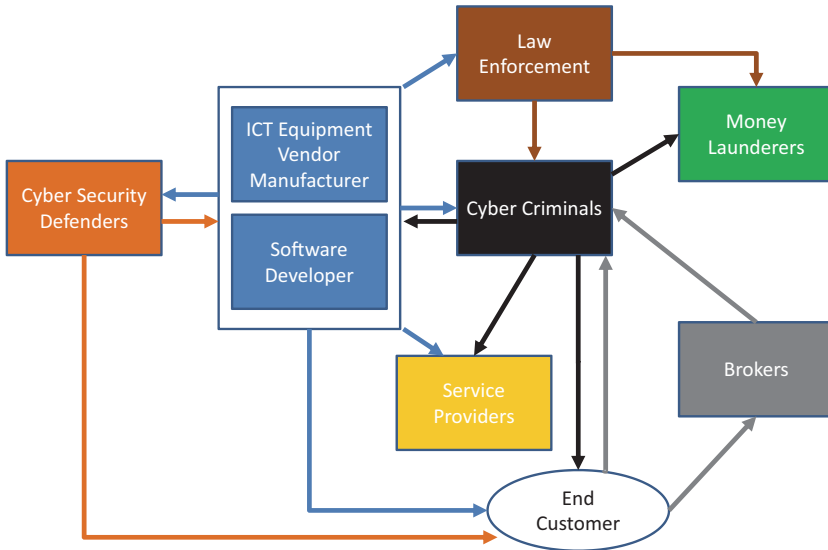 Law
Enforcement
ICT Equipment
Vendor
Manufacturer
Money
Launderers
Cyber Security
Defenders
Cyber Criminals
Software
Developer
Service
Providers
Brokers
End
Customer